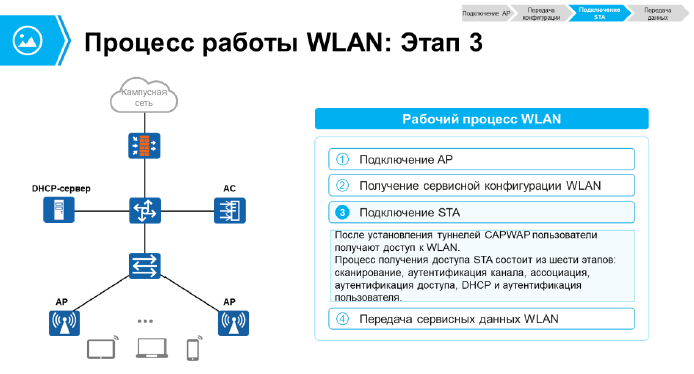 Подключение AP
Передача
конфигурации
Подключение
STA
Передача
данных
Процесс работы WLAN: Этап 3
Кампусная
сеть
DHCP-сервер
AC
AP
AP
Рабочий процесс WLAN
1 Подключение AP
2 Получение сервисной конфигурации WLAN
3 Подключение STA
После установления туннелей CAPWAP пользователи
получают доступ к WLAN.
Процесс получения доступа STA состоит из шести этапов:
сканирование, аутентификация канала, ассоциация,
аутентификация доступа, DHCP и аутентификация
пользователя.
4 Передача сервисных данных WLAN